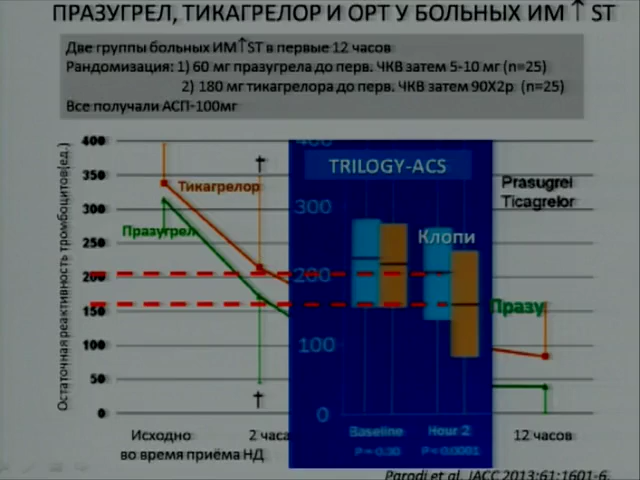 ПРАЗУГРЕЛ, ТИКАГРЕЛОР И ОРТ У БОЛЬНЫХ ИМ↑ST
Две группы больных ИМ↑ST в первые 12 часов
Рандомизация: 1) 60 мг празугрела до перв. ЧКВ затем 5-10 мг (n=25)
2) 180 мг тикагрелора до перв. ЧКВ затем 90Х2р (n=25)
Все получали АСП-100мг
Остаточная реактивность тромбоцитов(ед.)
400
350
300
250
200
150
100
50
0
Тикагрелор
Празугрел
†
†
400
TRILOGY-ACS
300
200
100
0
Клопи
Празу
Prasugrel
Ticagrelor
Baseline
Hour 2
P = 0.30
P < 0.0001
Исходно
2 часа
12 часов
во время приёма НД
Parodi et al. JACC 2013;61:1601-6.